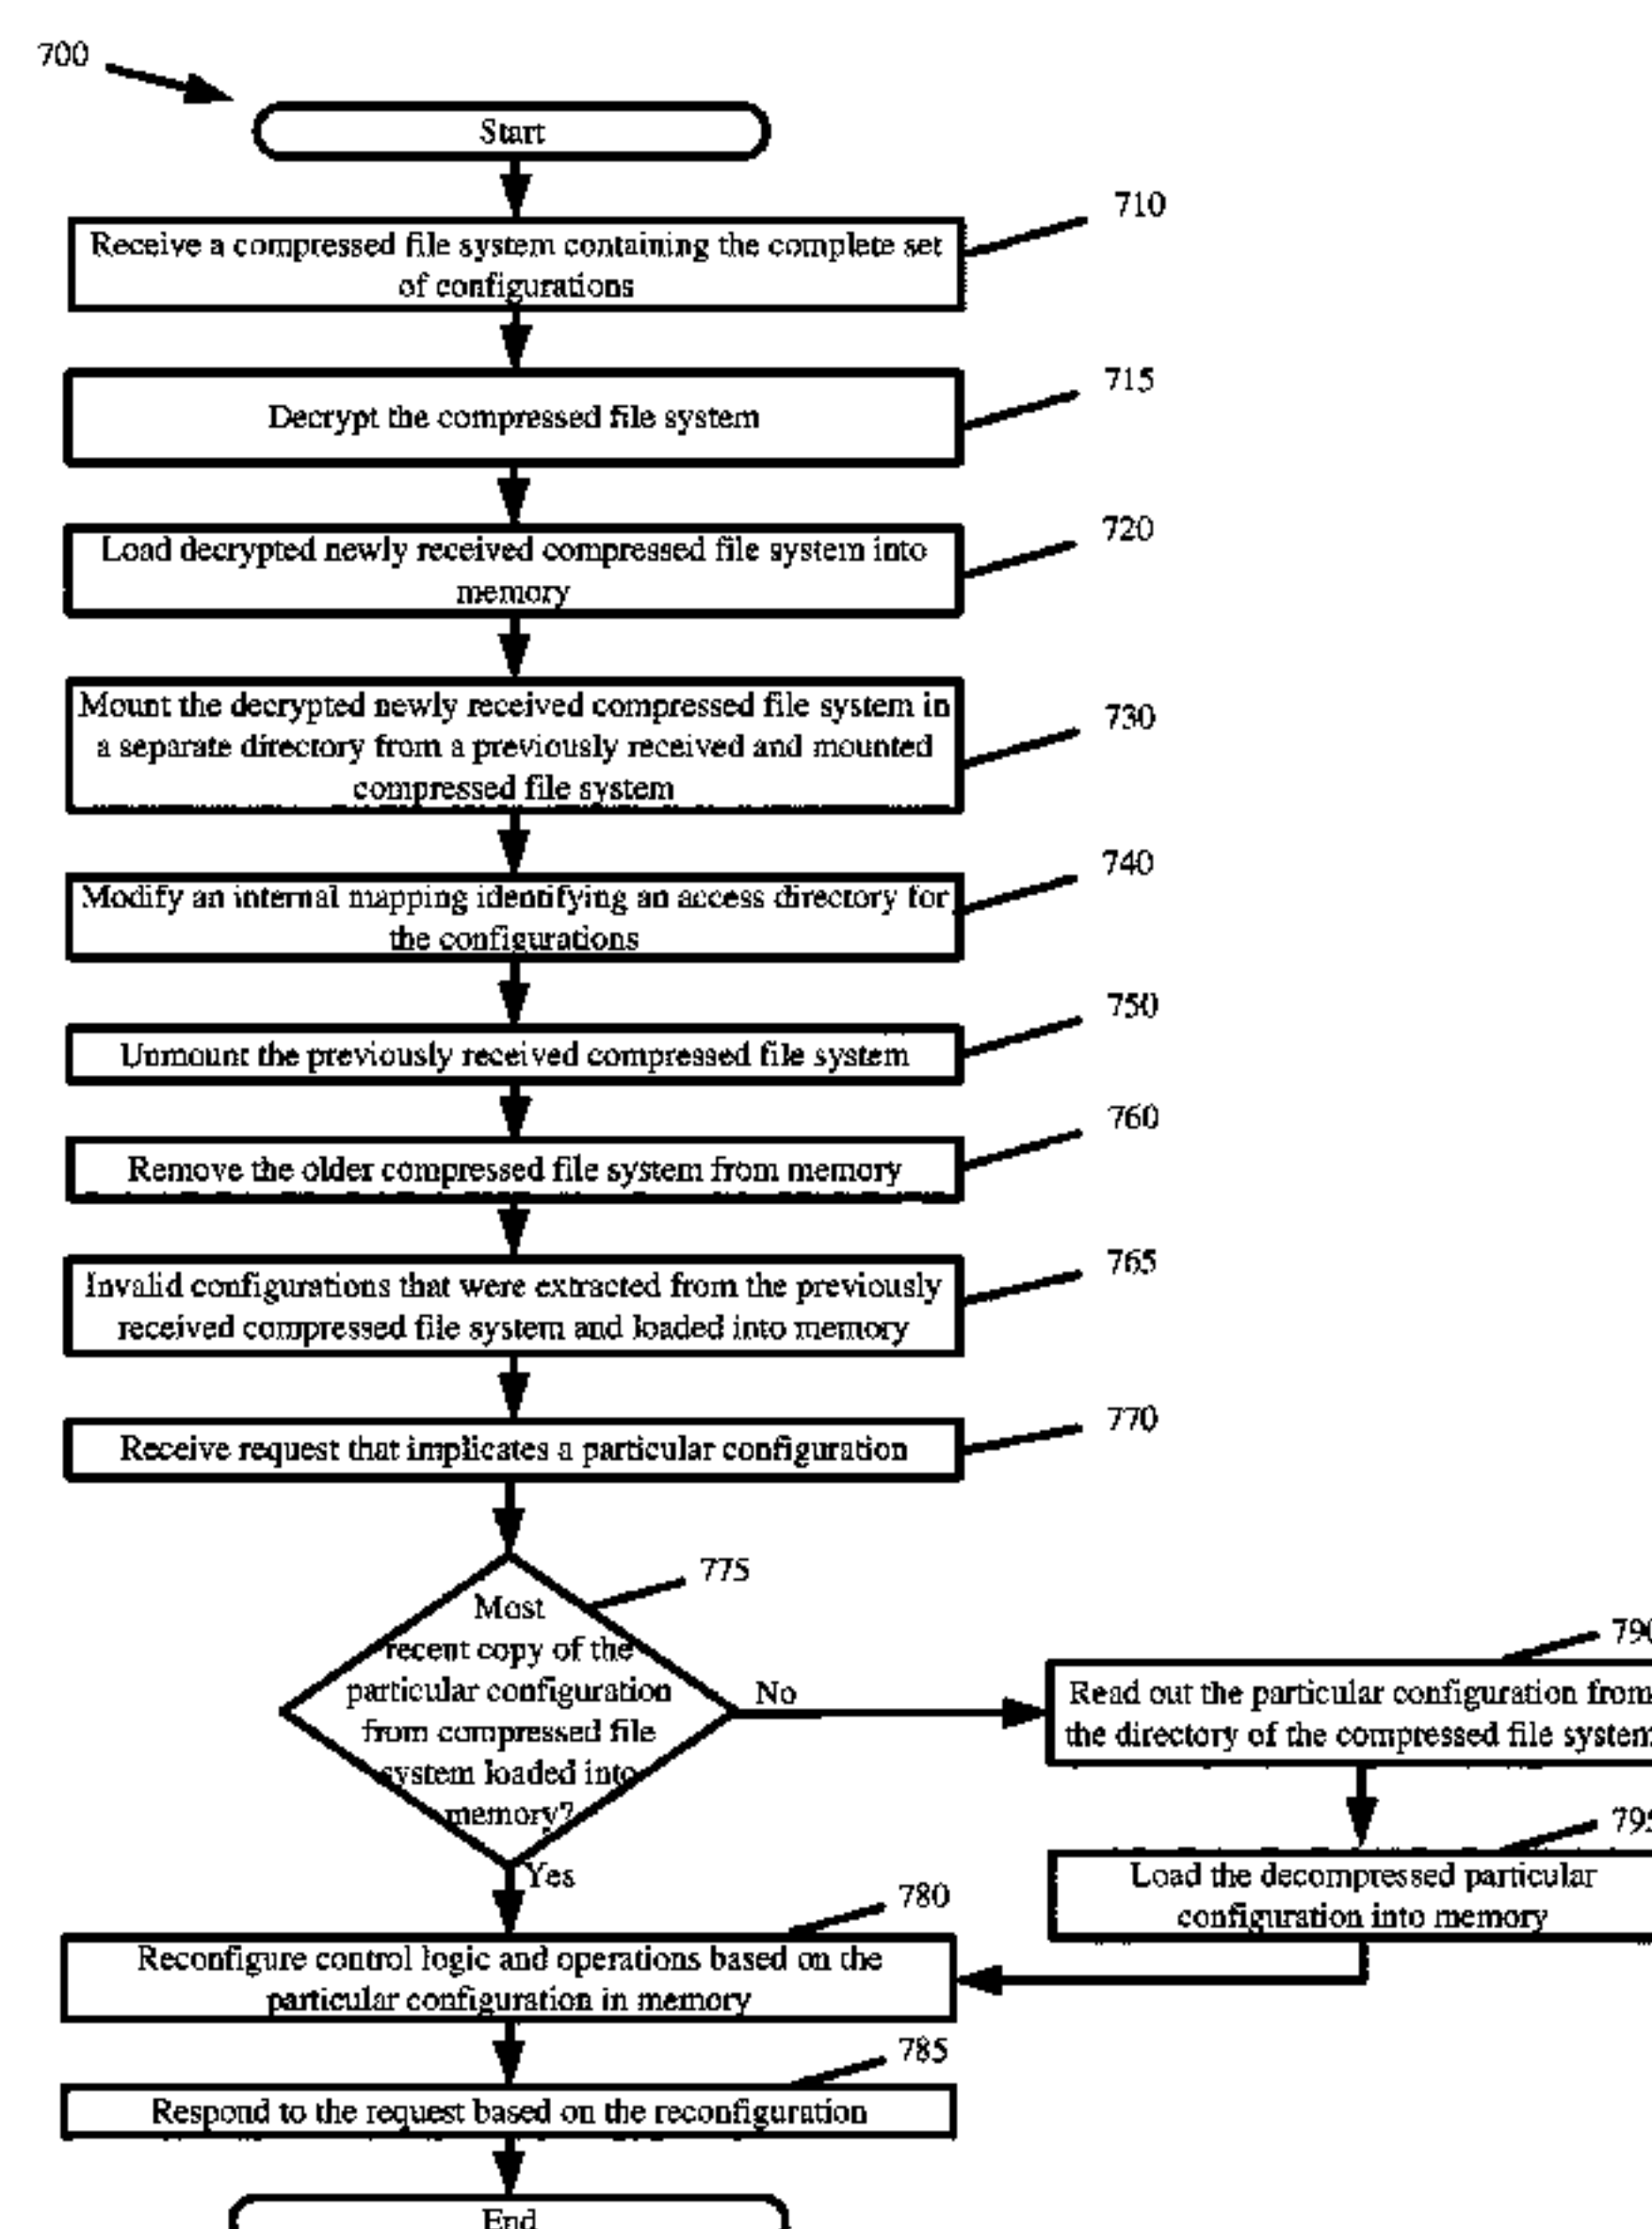 700
Start
710
Receive a compressed file system containing the complete set
of configurations
715
Decrypt the compressed file system
720
Load decrypted newly received compressed file system into
memory
730
Mount the decrypted newly received compressed file system in
a separate directory from a previously received and mounted
compressed file system
740
Modify an internal mapping identifying an access directory for
the configurations
750
Unmount the previously received compressed file system
760
Remove the older compressed file system from memory
765
Invalid configurations that were extracted from the previously
received compressed file system and loaded into memory
770
Receive request that implicates a particular configuration
775
Most
recent copy of the
particular configuration
from compressed file
system loaded into
memory?
No
Yes
790
Read out the particular configuration from
the directory of the compressed file system
795
Load the decompressed particular
configuration into memory
780
Reconfigure control logic and operations based on the
particular configuration in memory
785
Respond to the request based on the reconfiguration
End